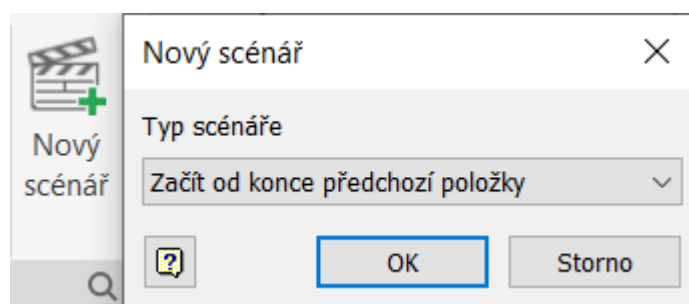 Nový
scénář
Nový scénář
Typ scénáře
Začít od konce předchozí položky
OK
Storno